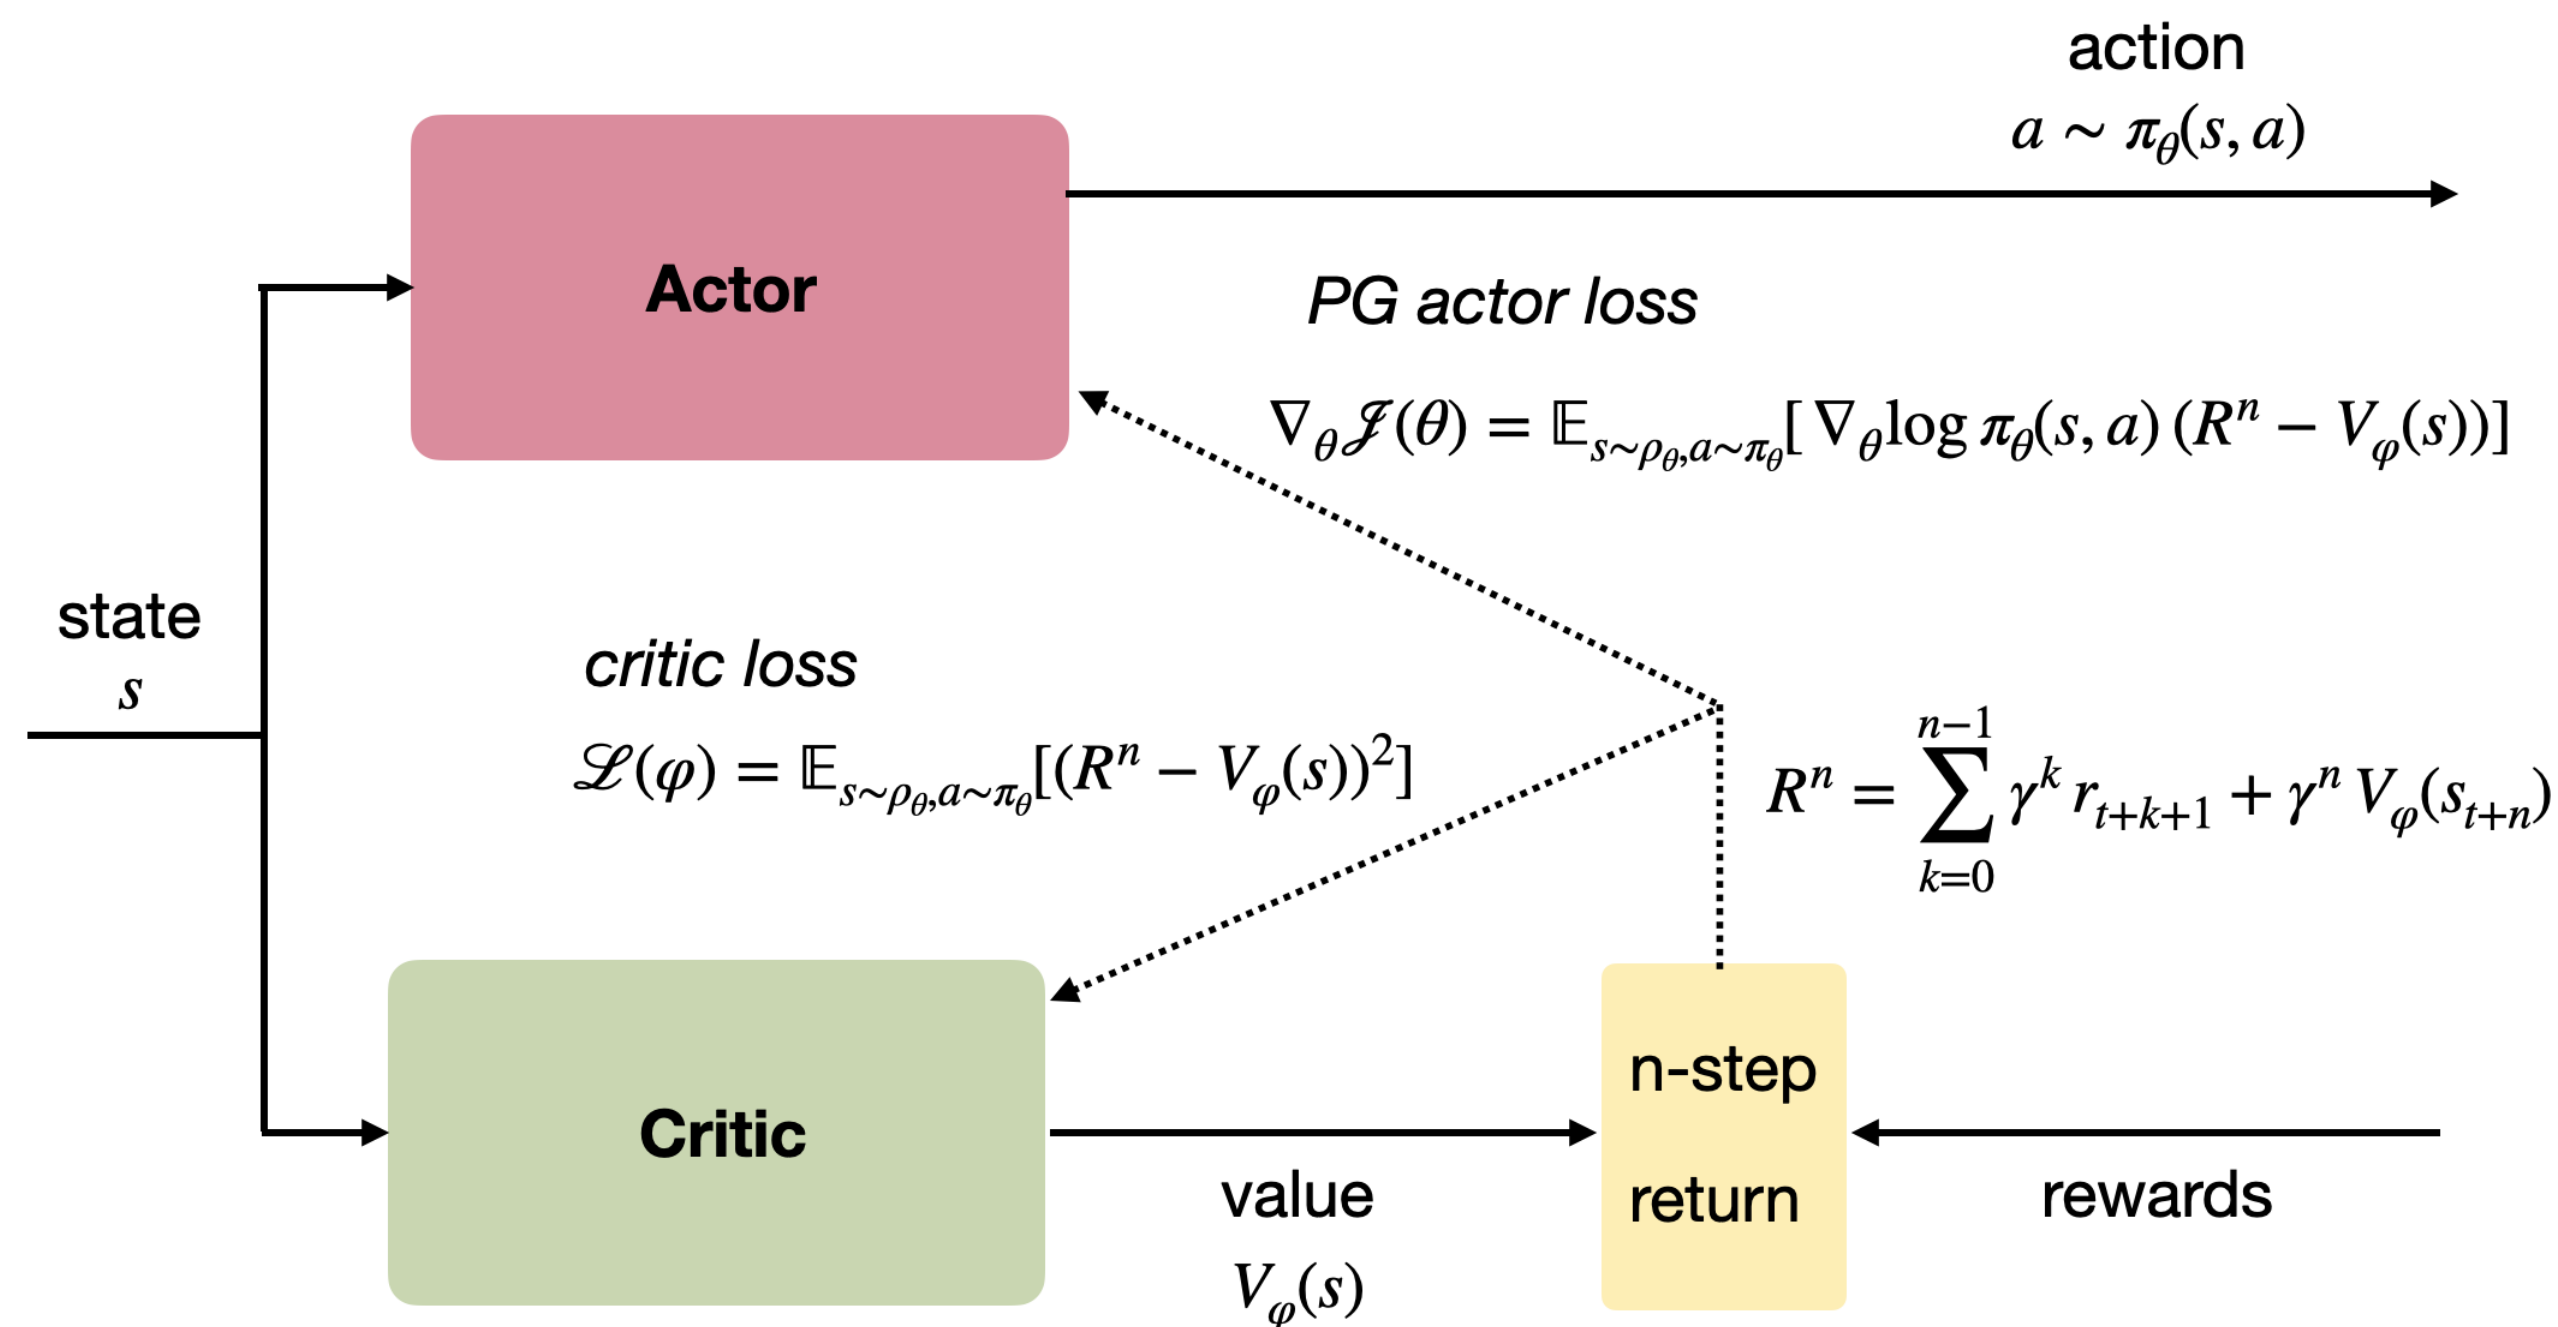 action
a ∼ π_θ(s, a)
Actor
PG actor loss
∇_θ 𝒥(θ) = 𝔼_{s∼ρ_θ,a∼π_θ}[∇_θ log π_θ(s, a) (R^n − V_φ(s))]
state
s
critic loss
ℒ(φ) = 𝔼_{s∼ρ_θ,a∼π_θ}[(R^n − V_φ(s))^2]
R^n = ∑_{k=0}^{n−1} γ^k r_{t+k+1} + γ^n V_φ(s_{t+n})
Critic
value
V_φ(s)
n-step
return
rewards